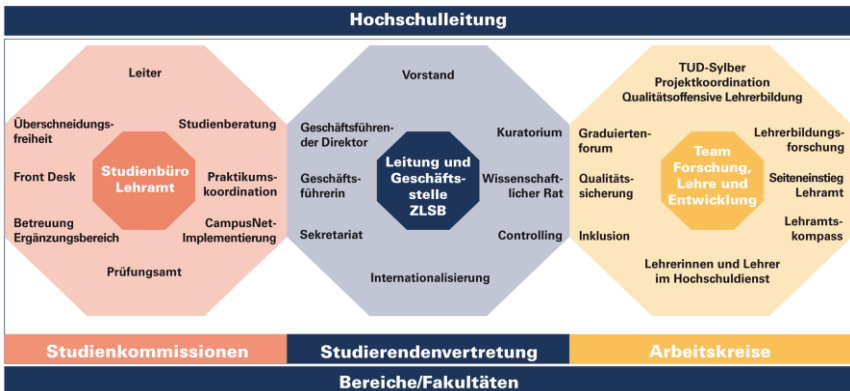 Hochschulleitung
Leiter
Überschneidungs-
freiheit
Studienberatung
Studienbüro
Lehramt
Front Desk
Praktikums-
koordination
Betreuung
Ergänzungsbereich
CampusNet-
Implementierung
Prüfungsamt
Vorstand
Geschäftsführen-
der Direktor
Kuratorium
Leitung und
Geschäfts-
stelle
ZLSB
Geschäfts-
führerin
Wissenschaft-
licher Rat
Sekretariat
Controlling
Internationalisierung
TUD-Sylber
Projektkoordination
Qualitätsoffensive Lehrerbildung
Graduierten-
forum
Lehrerbildungs-
forschung
Team
Forschung,
Lehre und
Entwicklung
Qualitäts-
sicherung
Seiteneinstieg
Lehramt
Inklusion
Lehramts-
kompass
Lehrerinnen und Lehrer
im Hochschuldienst
Studienkommissionen
Studierendenvertretung
Arbeitskreise
Bereiche/Fakultäten